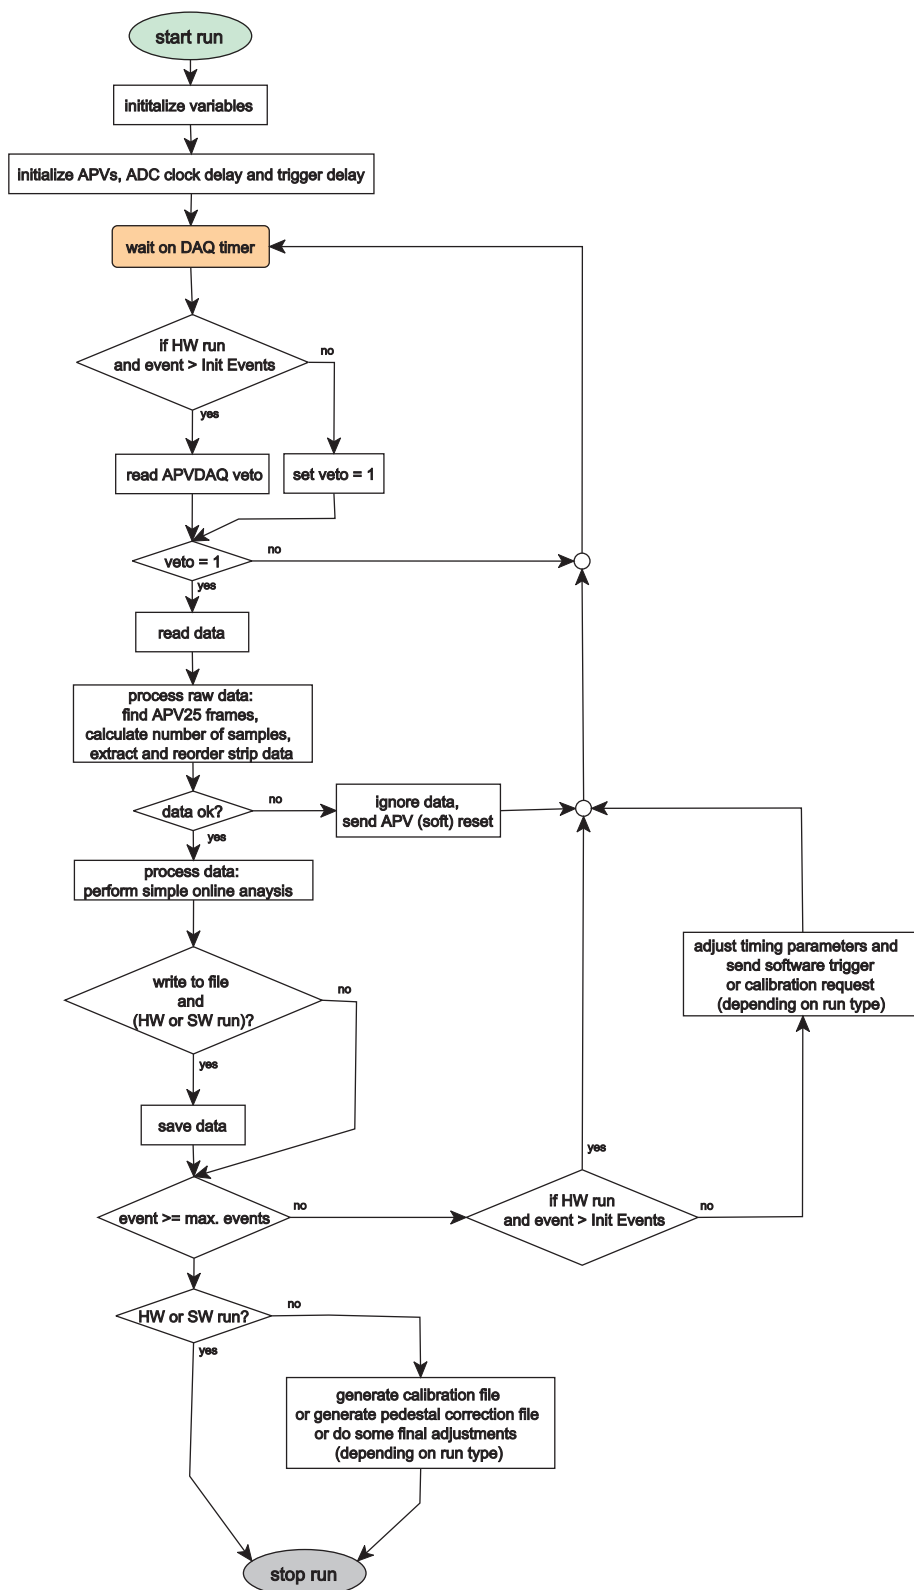 start run
inititalize variables
initialize APVs, ADC clock delay and trigger delay
wait on DAQ timer
if HW run
and event > Init Events
no
yes
read APVDAQ veto
set veto = 1
veto = 1
no
yes
read data
process raw data:
find APV25 frames,
calculate number of samples,
extract and reorder strip data
data ok?
no
ignore data,
send APV (soft) reset
yes
process data:
perform simple online anaysis
adjust timing parameters and
send software trigger
or calibration request
(depending on run type)
write to file
and
(HW or SW run)?
no
yes
save data
event >= max. events
no
yes
if HW run
and event > Init Events
no
HW or SW run?
no
yes
generate calibration file
or generate pedestal correction file
or do some final adjustments
(depending on run type)
stop run